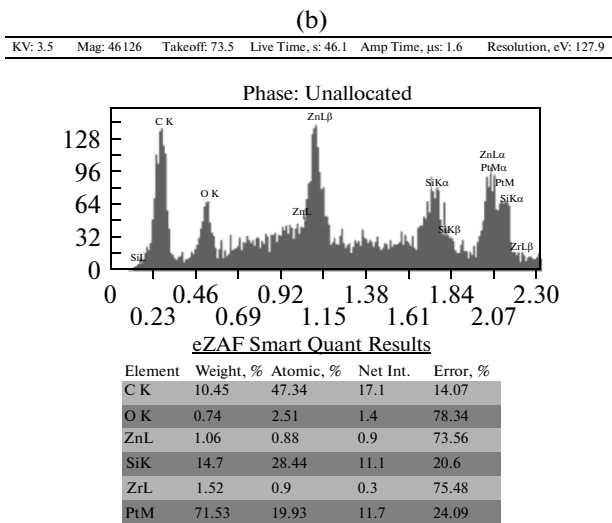 (b)
KV: 3.5 Mag: 46126 Takeoff: 73.5 Live Time, s: 46.1 Amp Time, μs: 1.6 Resolution, eV: 127.9
Phase: Unallocated
ZnLβ
C K
128
ZnLα
96
PtMα
SiKα PtM
O K
SiKα
64
ZnL
SiKβ
32
ZrLβ
SiL
0
0 0.46 0.92 1.38 1.84 2.30
0.23 0.69 1.15 1.61 2.07
eZAF Smart Quant Results
Element Weight, % Atomic, % Net Int. Error, %
C K 10.45 47.34 17.1 14.07
O K 0.74 2.51 1.4 78.34
ZnL 1.06 0.88 0.9 73.56
SiK 14.7 28.44 11.1 20.6
ZrL 1.52 0.9 0.3 75.48
PtM 71.53 19.93 11.7 24.09